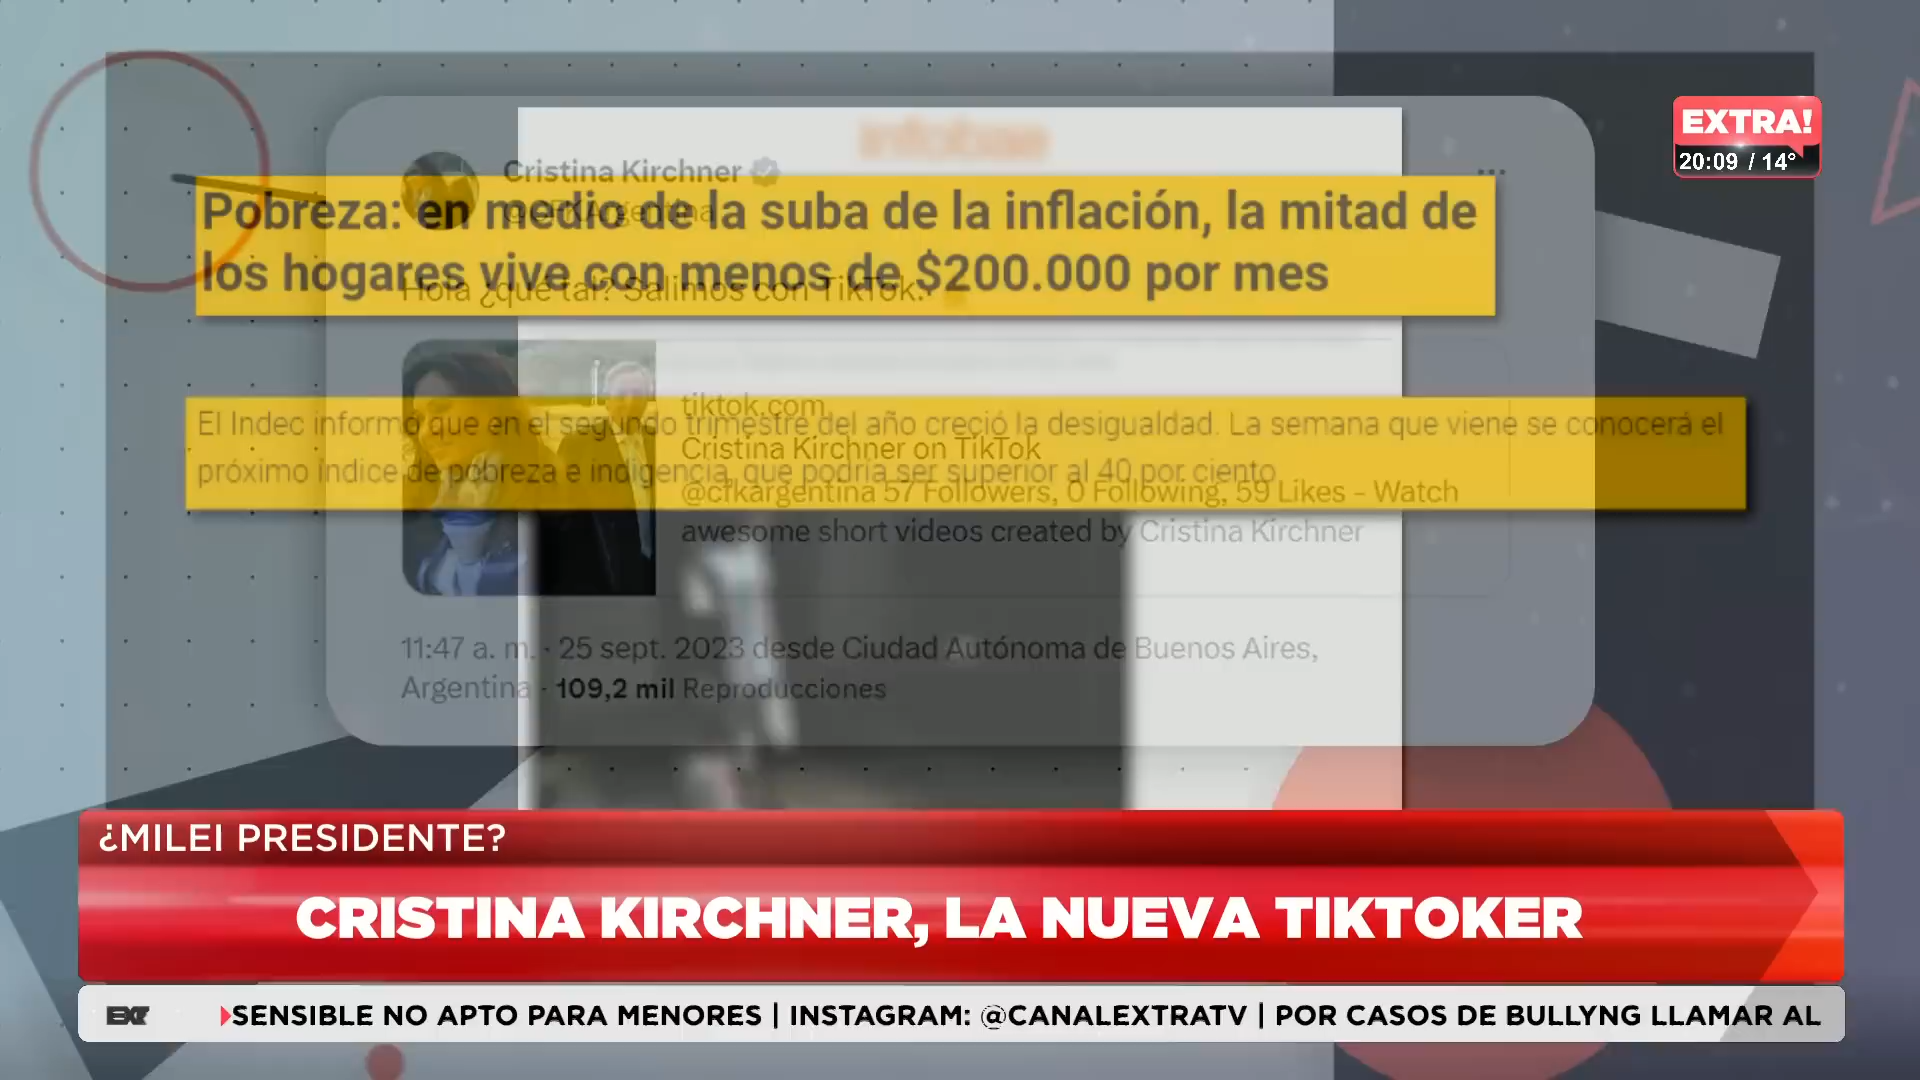 infobae
EXTRA!
20:09 / 14°
Cristina Kirchner
@CFKArgentina
Pobreza: en medio de la suba de la inflación, la mitad de
los hogares vive con menos de $200.000 por mes
Hola ¿qué tal? Salimos con TikTok.
tiktok.com
El Indec informó que en el segundo trimestre del año creció la desigualdad. La semana que viene se conocerá el
Cristina Kirchner on TikTok
próximo índice de pobreza e indigencia, que podría ser superior al 40 por ciento
@cfkargentina 57 Followers, 0 Following, 59 Likes - Watch
awesome short videos created by Cristina Kirchner
11:47 a. m. · 25 sept. 2023 desde Ciudad Autónoma de Buenos Aires,
Argentina · 109,2 mil Reproducciones
¿MILEI PRESIDENTE?
CRISTINA KIRCHNER, LA NUEVA TIKTOKER
EXT SENSIBLE NO APTO PARA MENORES | INSTAGRAM: @CANALEXTRATV | POR CASOS DE BULLYNG LLAMAR AL